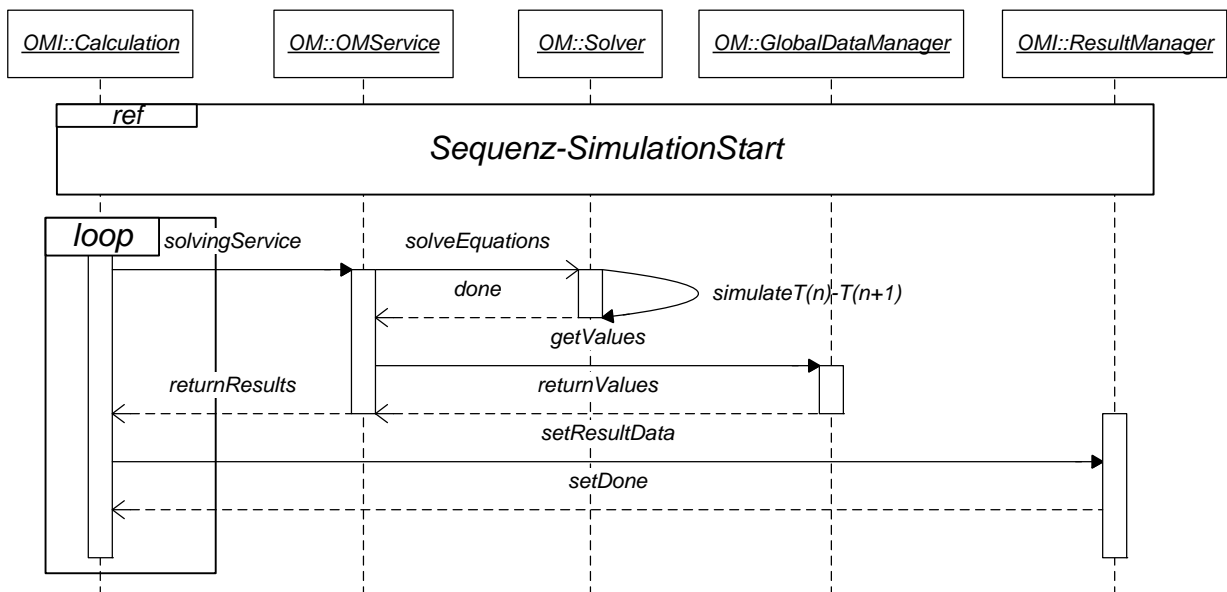 OMI::Calculation
OM::OMService
OM::Solver
OM::GlobalDataManager
OMI::ResultManager
ref
Sequenz-SimulationStart
loop
solvingService
solveEquations
done
simulateT(n)-T(n+1)
getValues
returnResults
returnValues
setResultData
setDone